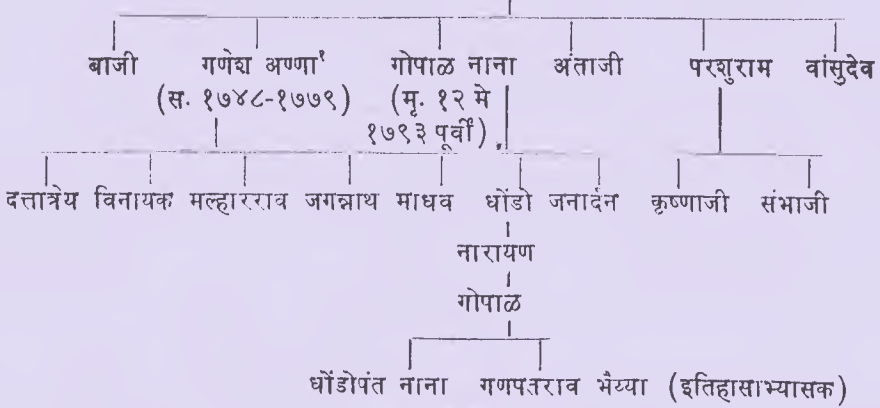 बाजी गणेश अण्णा' गोपाळ नाना अंताजी परशुराम वांसुदेव
(स. १७४८-१७७९) (मृ. १२ मे
१७९३ पूर्वी)
दत्तात्रेय विनायक मल्हारराव जगन्नाथ माधव धोंडो जनार्दन कृष्णाजी संभाजी
नारायण
गोपाळ
धोंडोपंत नाना गणपतराव भैय्या (इतिहासाभ्यासक)